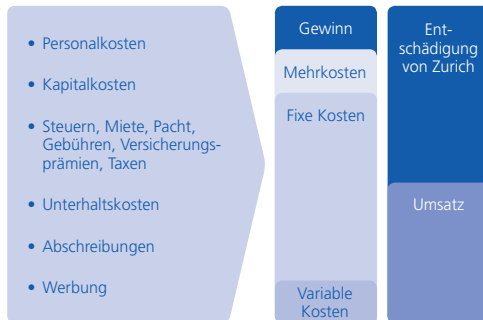 • Personalkosten
• Kapitalkosten
• Steuern, Miete, Pacht,
Gebühren, Versicherungs-
prämien, Taxen
• Unterhaltskosten
• Abschreibungen
• Werbung
Gewinn
Mehrkosten
Fixe Kosten
Variable
Kosten
Ent-
schädigung
von Zurich
Umsatz